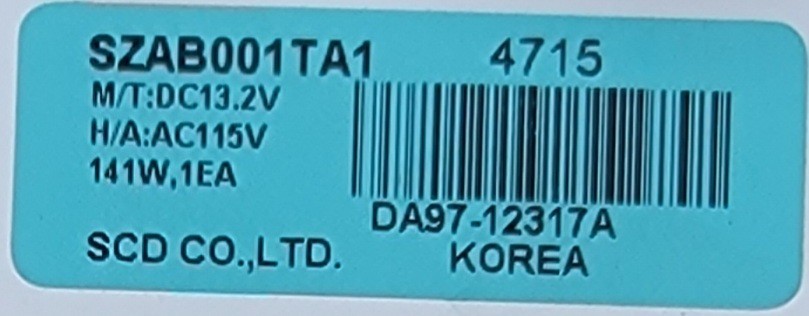 SZAB001TA1 4715
M/T:DC13.2V
H/A:AC115V
141W,1EA
DA97-12317A
SCD CO.,LTD. KOREA